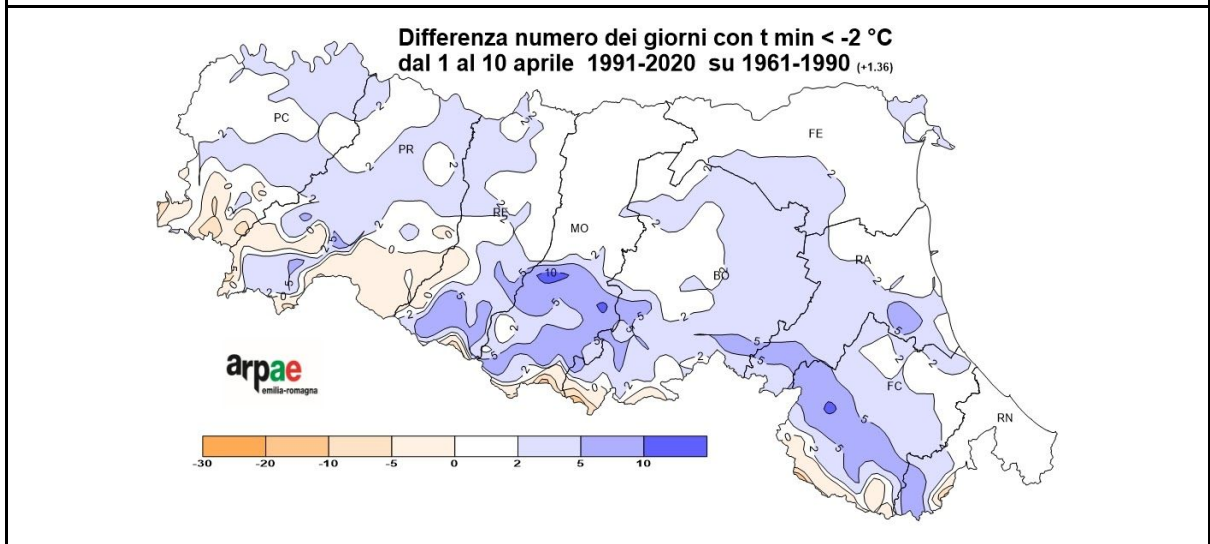 Differenza numero dei giorni con t min < -2 °C
dal 1 al 10 aprile 1991-2020 su 1961-1990 (+1.36)
PC
PR
RE
MO
FE
BO
RA
FC
RN
10
arpae
emilia-romagna
-30 -20 -10 -5 0 2 5 10